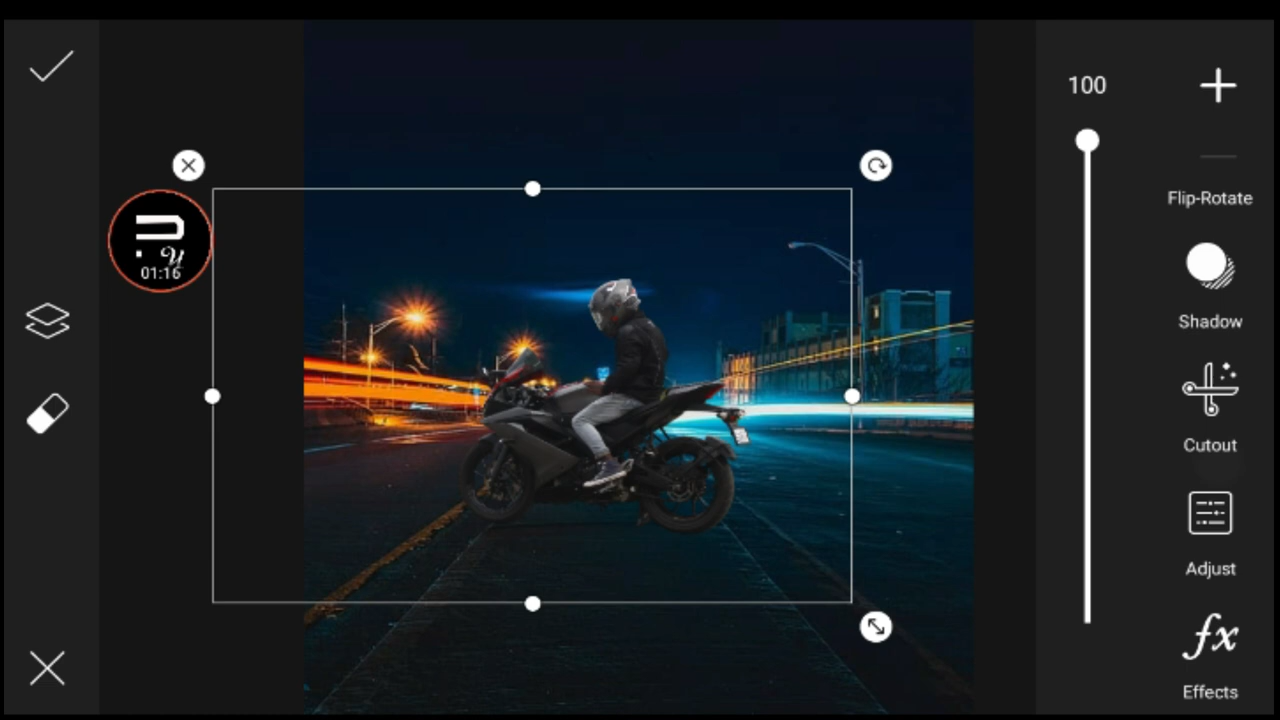 100
Flip-Rotate
Shadow
01:16
Cutout
Adjust
fx
Effects